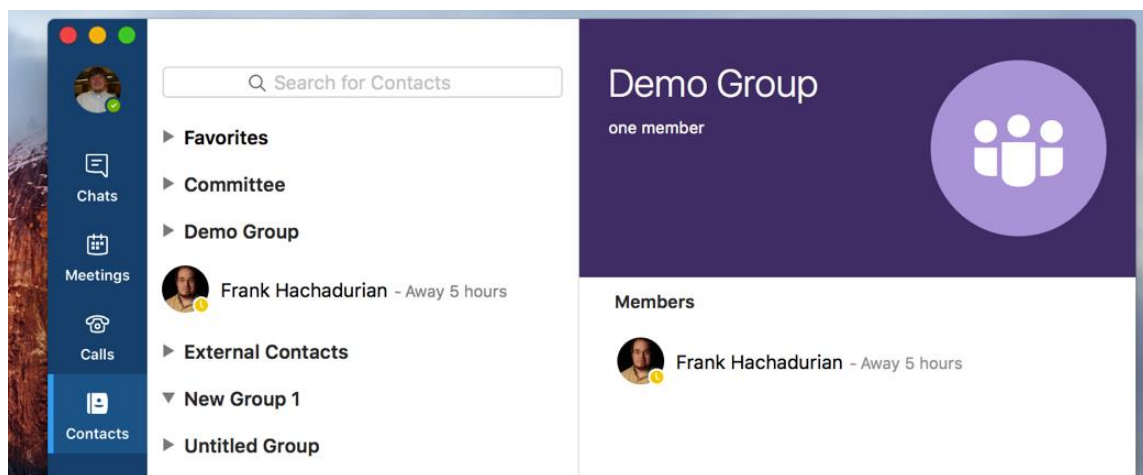 Chats
Meetings
Calls
Contacts
Search for Contacts
Favorites
Committee
Demo Group
Frank Hachadurian - Away 5 hours
External Contacts
New Group 1
Untitled Group
Demo Group
one member
Members
Frank Hachadurian - Away 5 hours